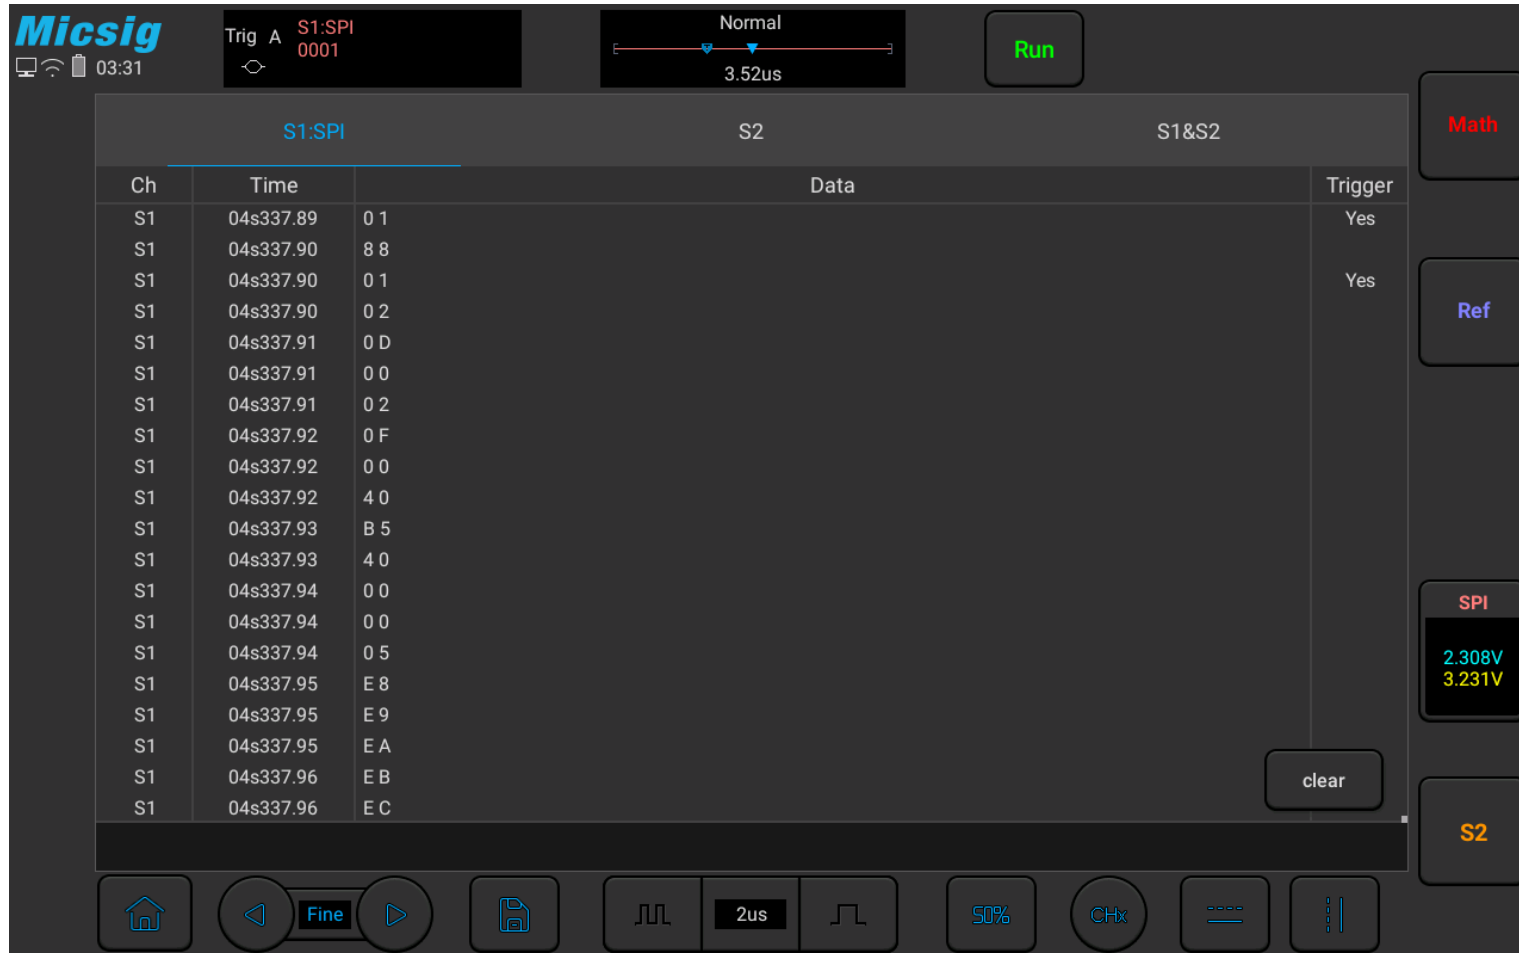 Micsig
03:31
Trig A S1:SPI
0001
Normal
3.52us
Run
S1:SPI S2 S1&S2
Math
Ch Time Data Trigger
S1 04s337.89 0 1 Yes
S1 04s337.90 8 8
S1 04s337.90 0 1 Yes
S1 04s337.90 0 2
S1 04s337.91 0 D
S1 04s337.91 0 0
S1 04s337.91 0 2
S1 04s337.92 0 F
S1 04s337.92 0 0
S1 04s337.92 4 0
S1 04s337.93 B 5
S1 04s337.93 4 0
S1 04s337.94 0 0
S1 04s337.94 0 0
S1 04s337.94 0 5
S1 04s337.95 E 8
S1 04s337.95 E 9
S1 04s337.95 E A
S1 04s337.96 E B
S1 04s337.96 E C
clear
Ref
SPI
2.308V
3.231V
S2
Fine 2us 50% CHx